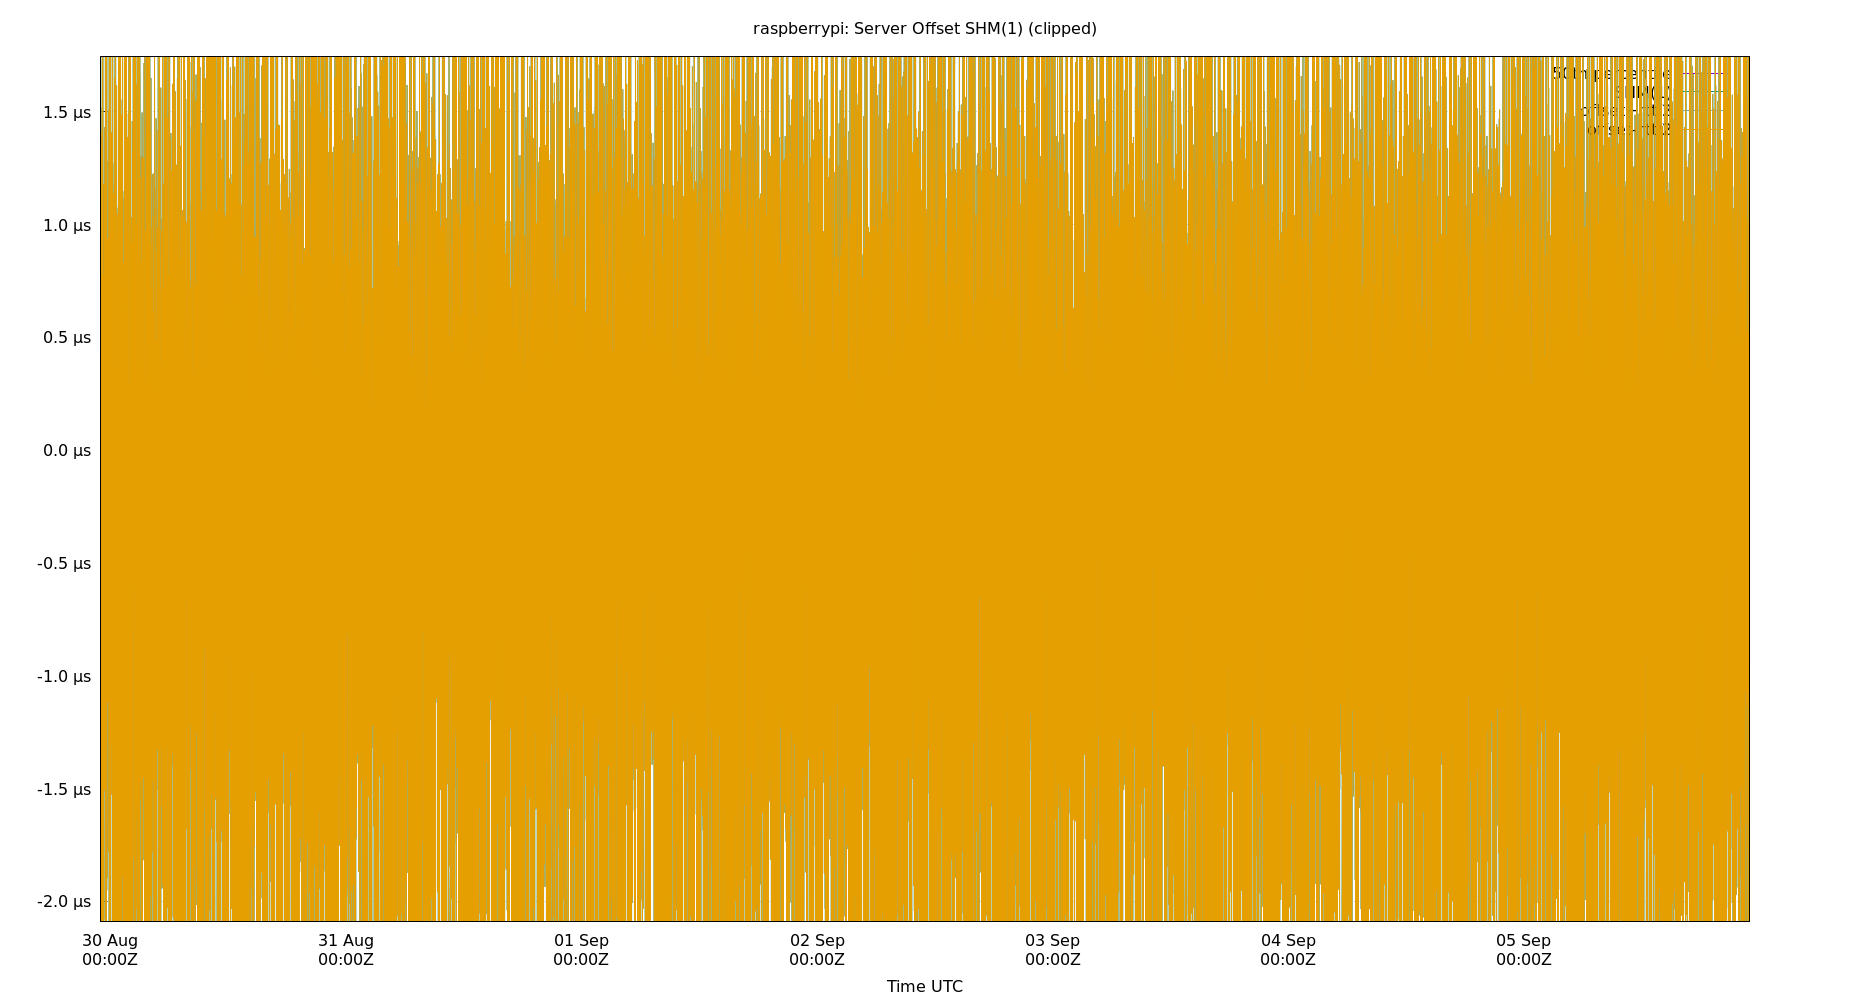 raspberrypi: Server Offset SHM(1) (clipped)
1.5 µs
1.0 µs
0.5 µs
0.0 µs
-0.5 µs
-1.0 µs
-1.5 µs
-2.0 µs
30 Aug 31 Aug 01 Sep 02 Sep 03 Sep 04 Sep 05 Sep
00:00Z 00:00Z 00:00Z 00:00Z 00:00Z 00:00Z 00:00Z
Time UTC